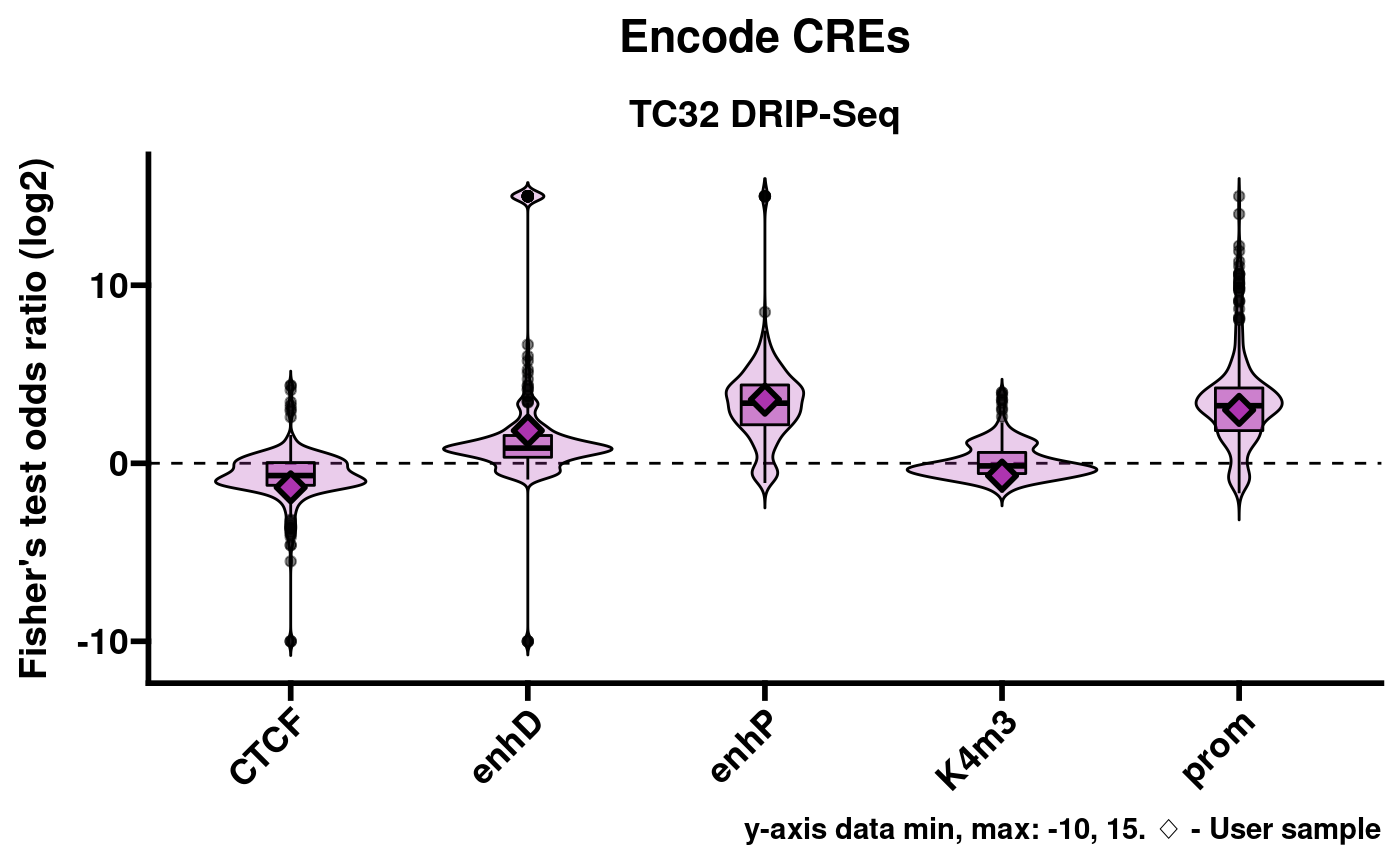 Encode CREs
TC32 DRIP-Seq
Fisher's test odds ratio (log2)
10
0
-10
CTCF
enhD
enhP
K4m3
prom
y-axis data min, max: -10, 15. ◇ - User sample